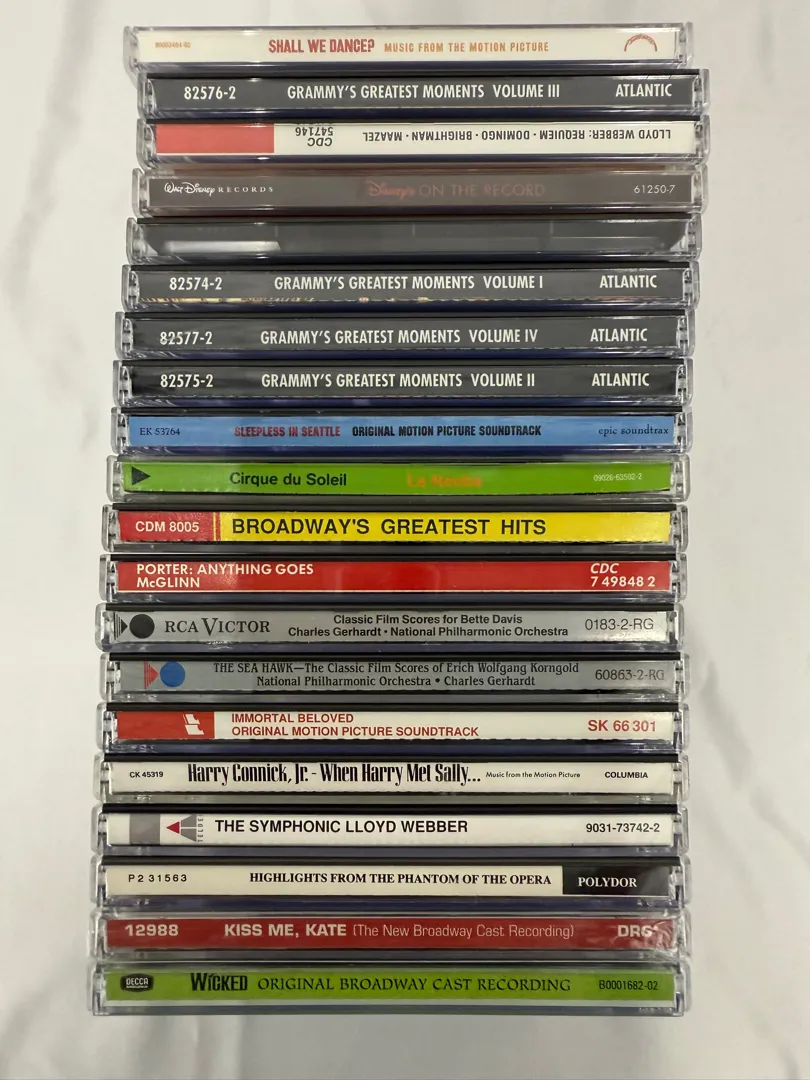 B0003494-02 SHALL WE DANCE? MUSIC FROM THE MOTION PICTURE
82576-2 GRAMMY'S GREATEST MOMENTS VOLUME III ATLANTIC
LLOYD WEBBER: REQUIEM · DOMINGO · BRIGHTMAN · MAAZEL
CDC
547146
Walt Disney RECORDS Disney's ON THE RECORD 61250-7
82574-2 GRAMMY'S GREATEST MOMENTS VOLUME I ATLANTIC
82577-2 GRAMMY'S GREATEST MOMENTS VOLUME IV ATLANTIC
82575-2 GRAMMY'S GREATEST MOMENTS VOLUME II ATLANTIC
EK 53764 SLEEPLESS IN SEATTLE ORIGINAL MOTION PICTURE SOUNDTRACK epic soundtrax
Cirque du Soleil La Nouba 09026-63502-2
CDM 8005 BROADWAY'S GREATEST HITS
PORTER: ANYTHING GOES
McGLINN
CDC
7 49848 2
RCA VICTOR
Classic Film Scores for Bette Davis
Charles Gerhardt • National Philharmonic Orchestra
0183-2-RG
THE SEA HAWK—The Classic Film Scores of Erich Wolfgang Korngold
National Philharmonic Orchestra • Charles Gerhardt
60863-2-RG
IMMORTAL BELOVED
ORIGINAL MOTION PICTURE SOUNDTRACK
SK 66 301
CK 45319 Harry Connick, Jr. - When Harry Met Sally... Music from the Motion Picture COLUMBIA
TELDEC THE SYMPHONIC LLOYD WEBBER 9031-73742-2
P2 31563 HIGHLIGHTS FROM THE PHANTOM OF THE OPERA POLYDOR
12988 KISS ME, KATE (The New Broadway Cast Recording) DRG
DECCA WICKED ORIGINAL BROADWAY CAST RECORDING B0001682-02